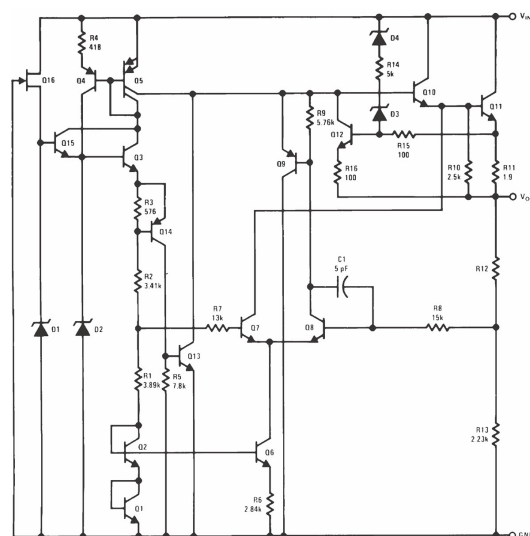 VIN
R4
418
D4
Q16
Q4
Q5
R14
5k
Q10
Q11
R9
5.76k
D3
Q15
Q3
Q12
R15
100
R10
2.5k
R11
1.9
Q9
R16
100
R3
576
Q14
R12
C1
5 pF
R2
3.41k
R7
13k
R8
15k
D1
D2
Q7
Q8
Q13
R1
3.89k
R5
7.8k
R13
2.23k
Q2
Q6
R6
2.84k
Q1